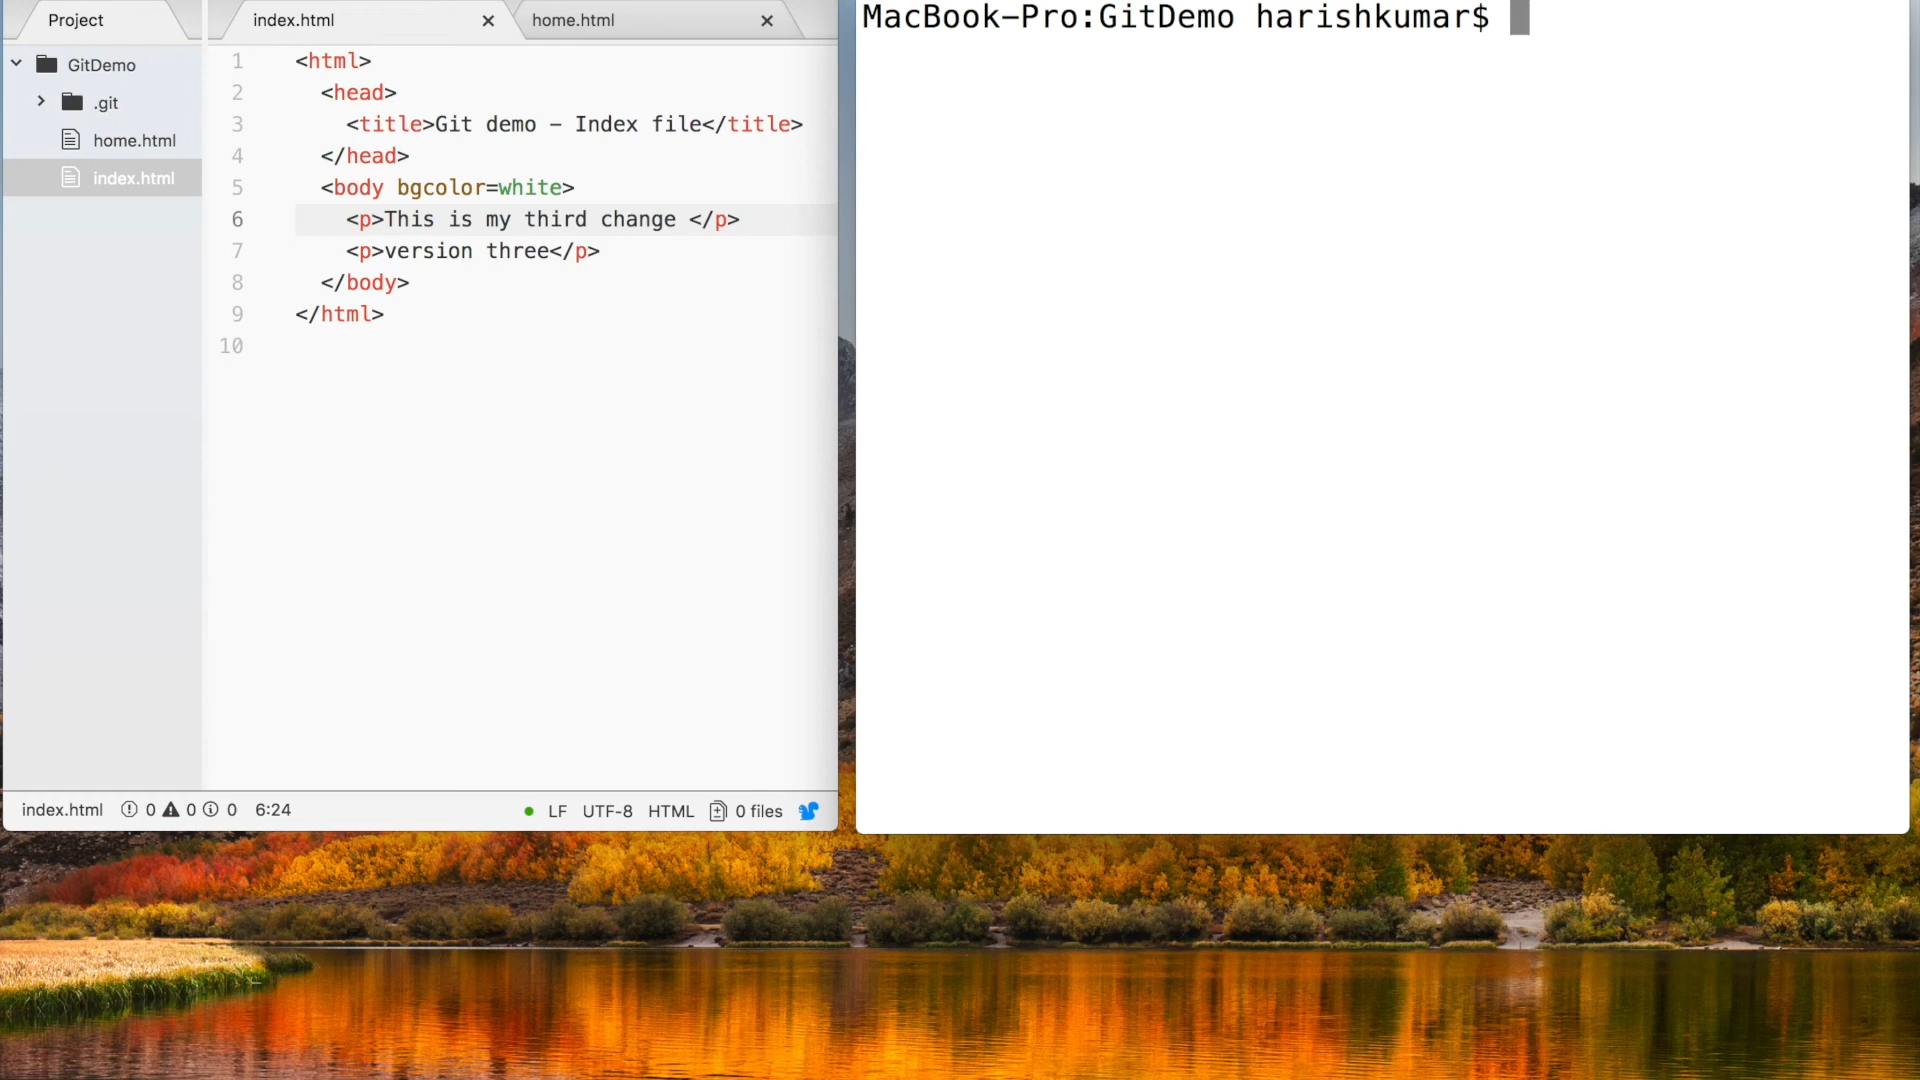 Project
index.html
home.html
GitDemo
.git
home.html
index.html
1 <html>
2 <head>
3 <title>Git demo – Index file</title>
4 </head>
5 <body bgcolor=white>
6 <p>This is my third change </p>
7 <p>version three</p>
8 </body>
9 </html>
10
index.html 0 0 0 6:24 LF UTF-8 HTML 0 files
MacBook-Pro:GitDemo harishkumar$